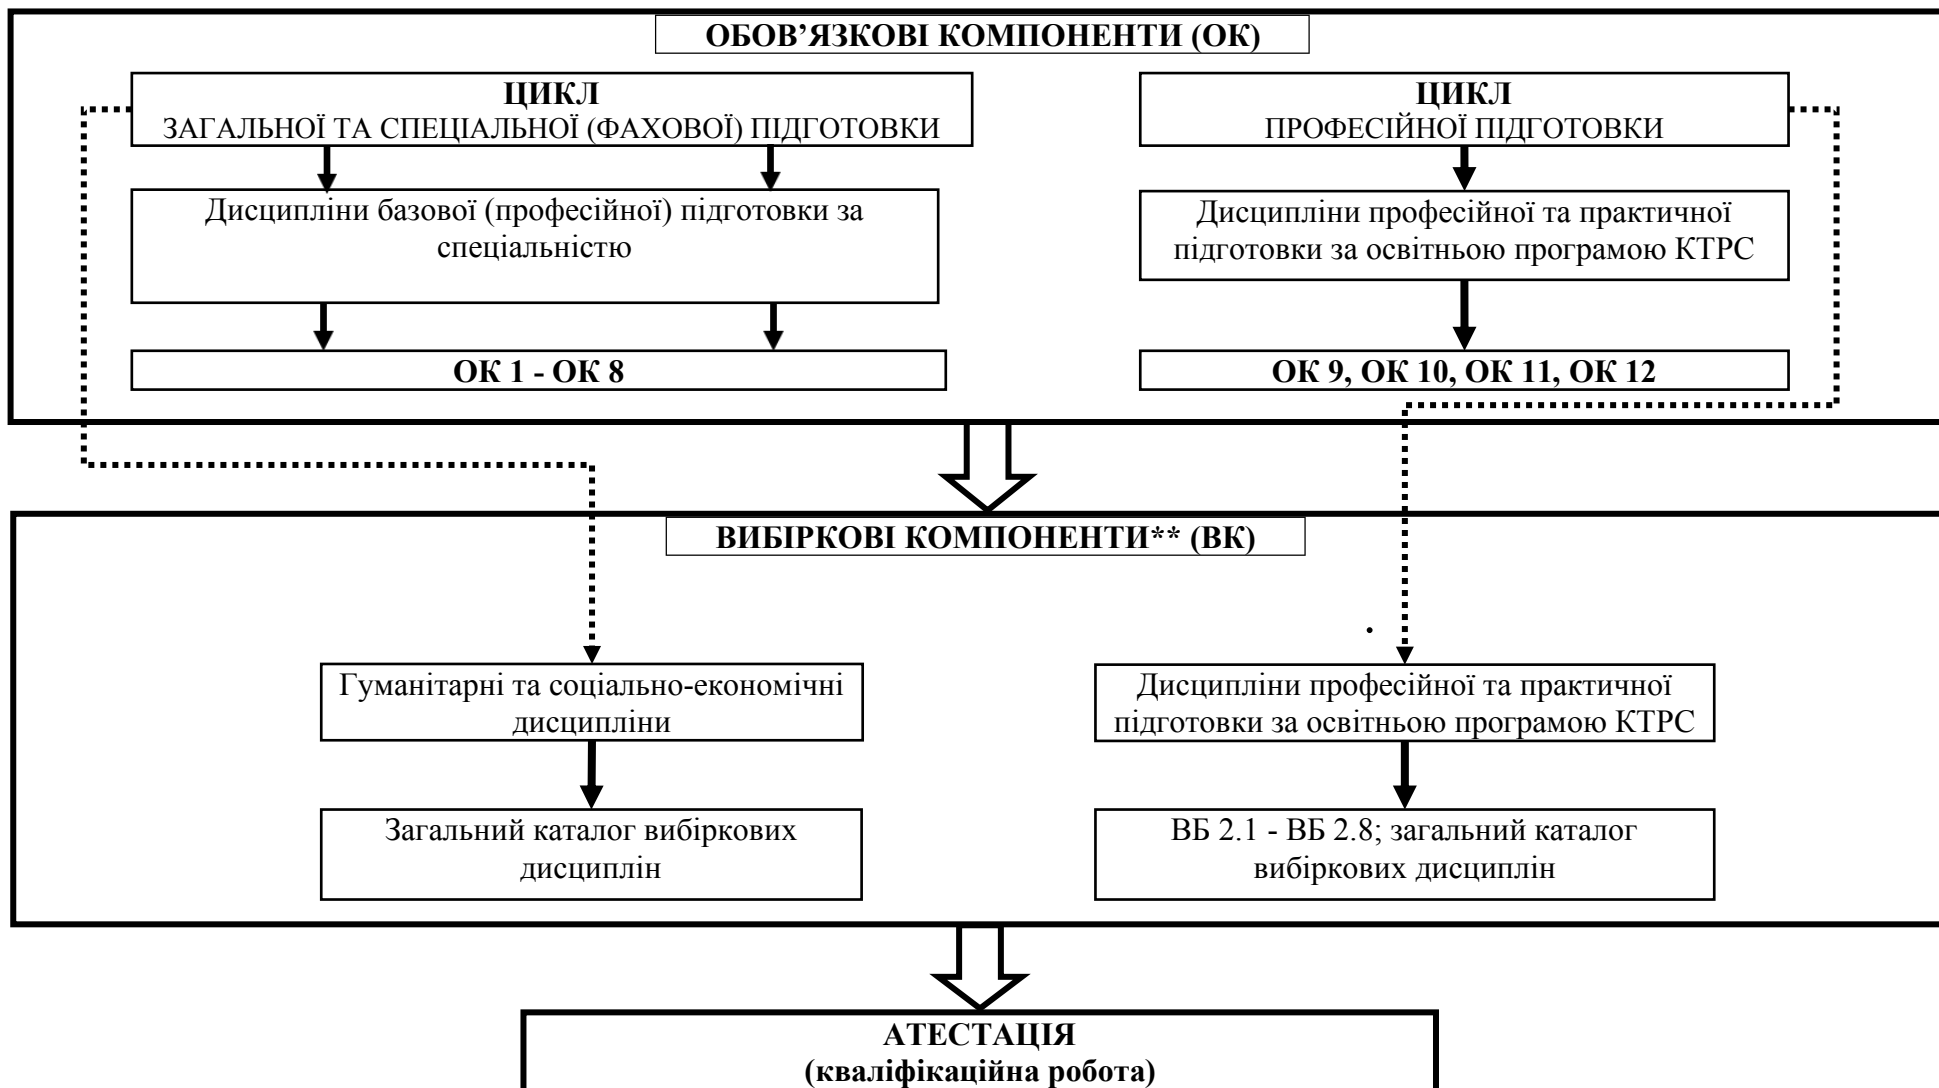 ОБОВ’ЯЗКОВІ КОМПОНЕНТИ (ОК)
ЦИКЛ
ЗАГАЛЬНОЇ ТА СПЕЦІАЛЬНОЇ (ФАХОВОЇ) ПІДГОТОВКИ
Дисципліни базової (професійної) підготовки за
спеціальністю
ОК 1 - ОК 8
ЦИКЛ
ПРОФЕСІЙНОЇ ПІДГОТОВКИ
Дисципліни професійної та практичної
підготовки за освітньою програмою КТРС
ОК 9, ОК 10, ОК 11, ОК 12
ВИБІРКОВІ КОМПОНЕНТИ** (ВК)
.
Гуманітарні та соціально-економічні
дисципліни
Загальний каталог вибіркових
дисциплін
Дисципліни професійної та практичної
підготовки за освітньою програмою КТРС
ВБ 2.1 - ВБ 2.8; загальний каталог
вибіркових дисциплін
АТЕСТАЦІЯ
(кваліфікаційна робота)